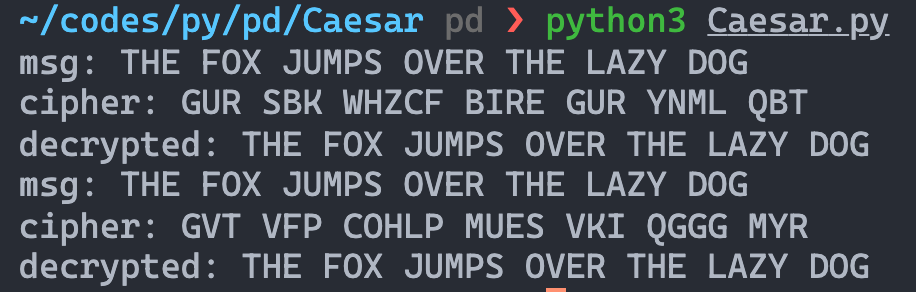 ~/codes/py/pd/Caesar pd ❯ python3 Caesar.py
msg: THE FOX JUMPS OVER THE LAZY DOG
cipher: GUR SBK WHZCF BIRE GUR YNML QBT
decrypted: THE FOX JUMPS OVER THE LAZY DOG
msg: THE FOX JUMPS OVER THE LAZY DOG
cipher: GVT VFP COHLP MUES VKI QGGG MYR
decrypted: THE FOX JUMPS OVER THE LAZY DOG